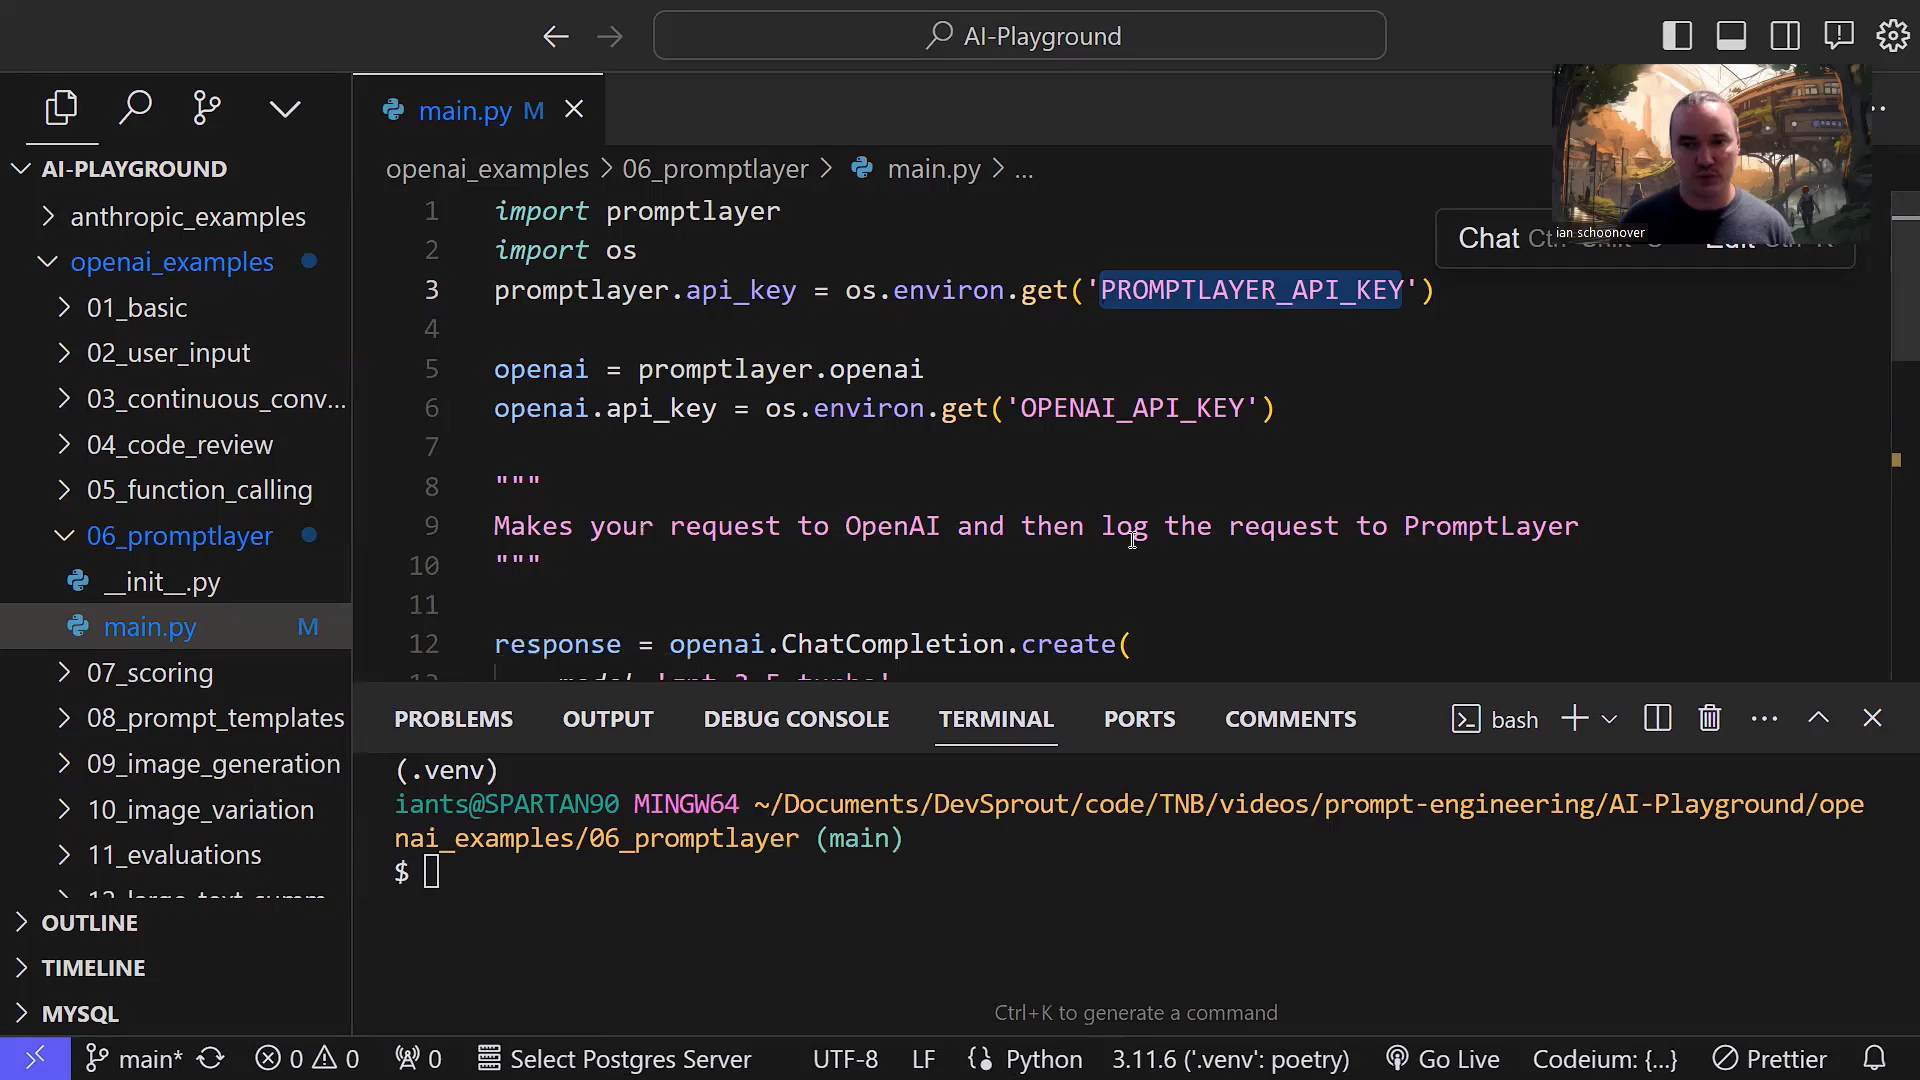 AI-Playground
main.py M
AI-PLAYGROUND
anthropic_examples
openai_examples
01_basic
02_user_input
03_continuous_conv...
04_code_review
05_function_calling
06_promptlayer
__init__.py
main.py M
07_scoring
08_prompt_templates
09_image_generation
10_image_variation
11_evaluations
OUTLINE
TIMELINE
MYSQL
openai_examples > 06_promptlayer > main.py > ...
Chat
ian schoonover
1 import promptlayer
2 import os
3 promptlayer.api_key = os.environ.get('PROMPTLAYER_API_KEY')
4
5 openai = promptlayer.openai
6 openai.api_key = os.environ.get('OPENAI_API_KEY')
7
8 """
9 Makes your request to OpenAI and then log the request to PromptLayer
10 """
11
12 response = openai.ChatCompletion.create(
PROBLEMS OUTPUT DEBUG CONSOLE TERMINAL PORTS COMMENTS bash
(.venv)
iants@SPARTAN90 MINGW64 ~/Documents/DevSprout/code/TNB/videos/prompt-engineering/AI-Playground/ope
nai_examples/06_promptlayer (main)
$
Ctrl+K to generate a command
main* 0 0 0 Select Postgres Server UTF-8 LF Python 3.11.6 ('.venv': poetry) Go Live Codeium: {...} Prettier